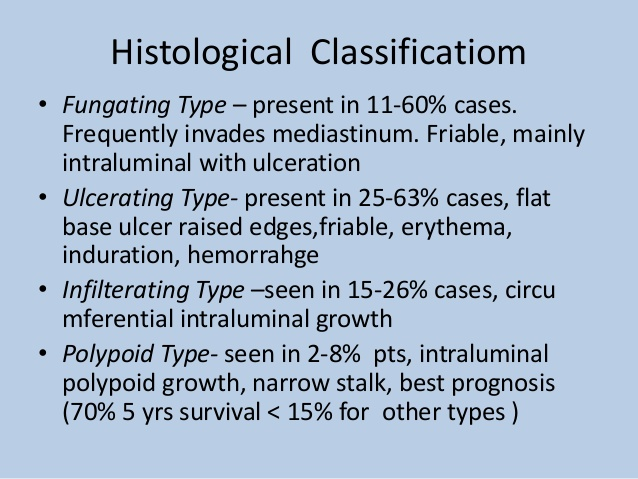 Histological  Classificatiom
• Fungating Type – present in 11-60% cases.
Frequently invades mediastinum. Friable, mainly
intraluminal with ulceration
• Ulcerating Type- present in 25-63% cases, flat
base ulcer raised edges,friable, erythema,
induration, hemorrahge
• Infilterating Type –seen in 15-26% cases, circu
mferential intraluminal growth
• Polypoid Type- seen in 2-8%  pts, intraluminal
polypoid growth, narrow stalk, best prognosis
(70% 5 yrs survival < 15% for  other types )